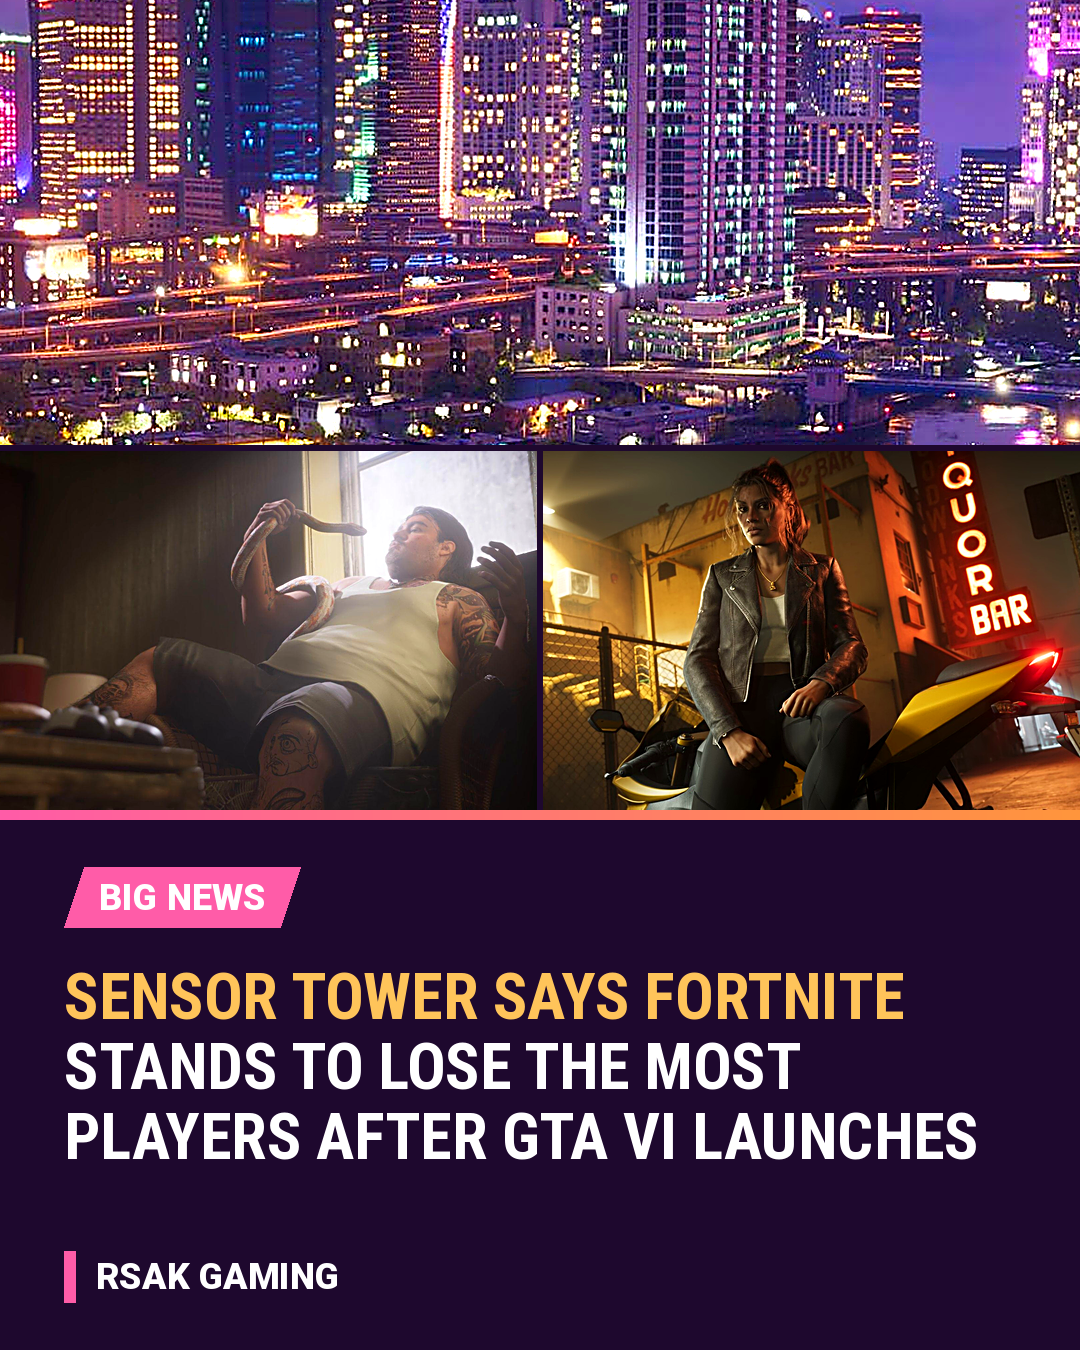 QUOR
BAR
BIG NEWS
SENSOR TOWER SAYS FORTNITE
STANDS TO LOSE THE MOST
PLAYERS AFTER GTA VI LAUNCHES
RSAK GAMING